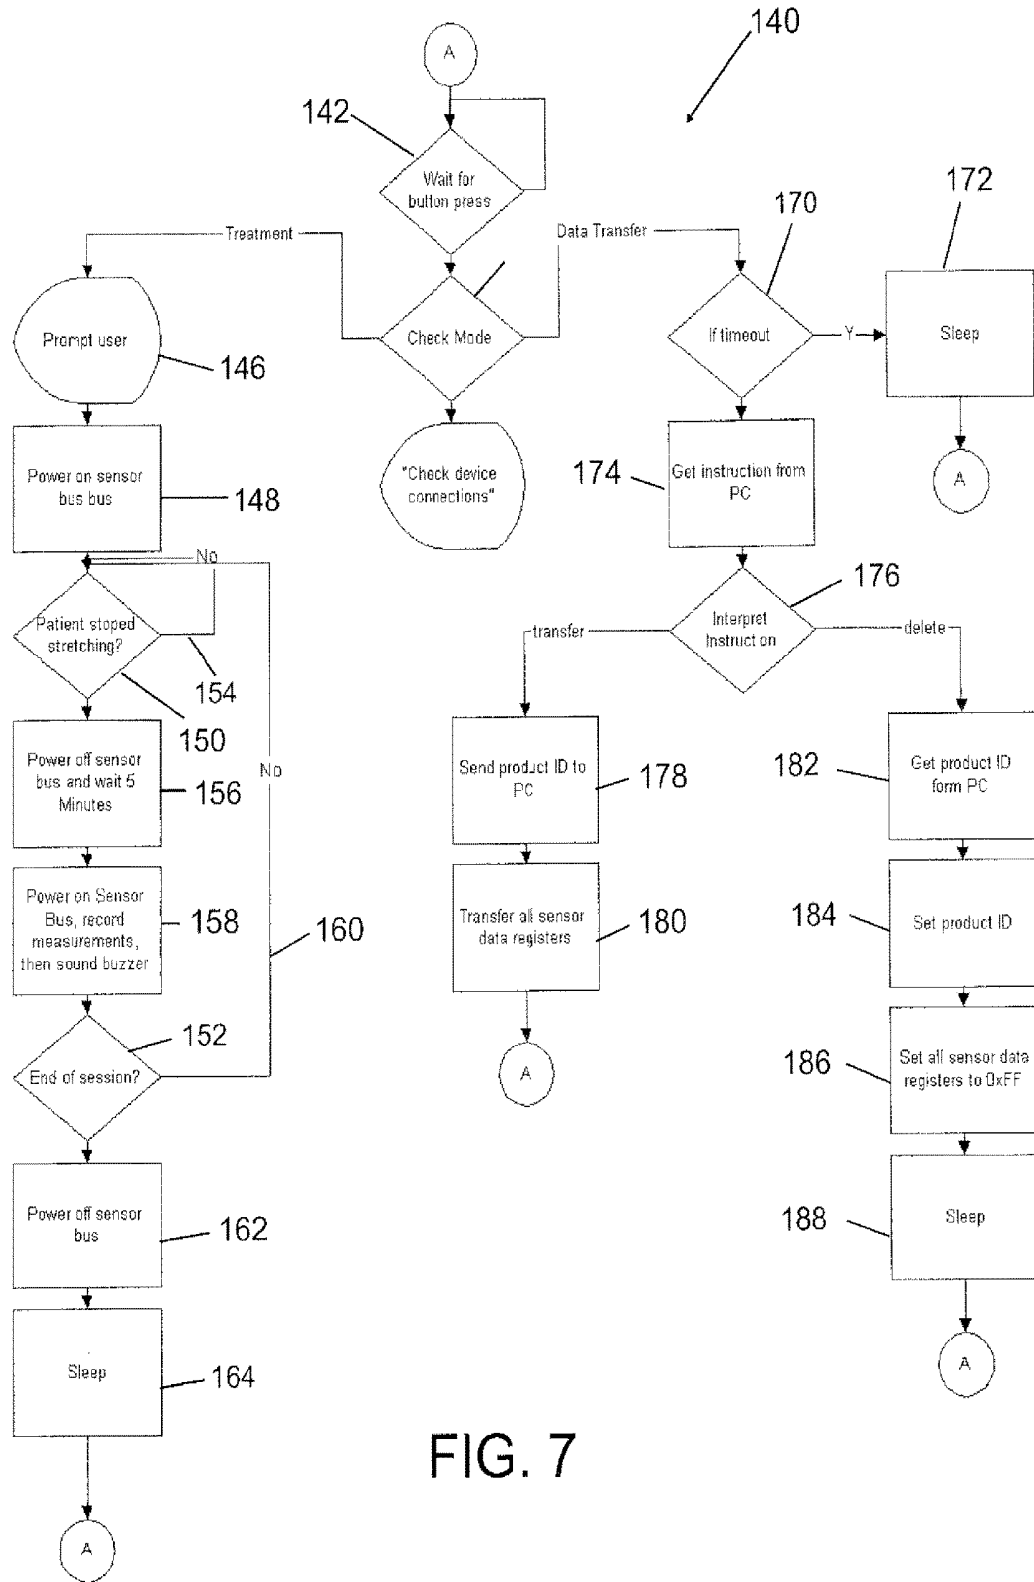 A
140
142
Wait for
button press
172
170
Treatment
Data Transfer
Prompt user
146
Check Mode
If timeout
Y
Sleep
Power on sensor
bus bus
148
"Check device
connections"
174
Get instruction from
PC
A
No
176
Patient stoped
stretching?
154
150
transfer
Interpret
Instruction
delete
Power off sensor
bus and wait 5
Minutes
156
No
Send product ID to
PC
178
182
Get product ID
form PC
Power on Sensor
Bus, record
measurements,
then sound buzzer
158
160
Transfer all sensor
data registers
180
184
Set product ID
152
End of session?
A
186
Set all sensor data
registers to 0xFF
Power off sensor
bus
162
188
Sleep
Sleep
164
A
FIG. 7
A